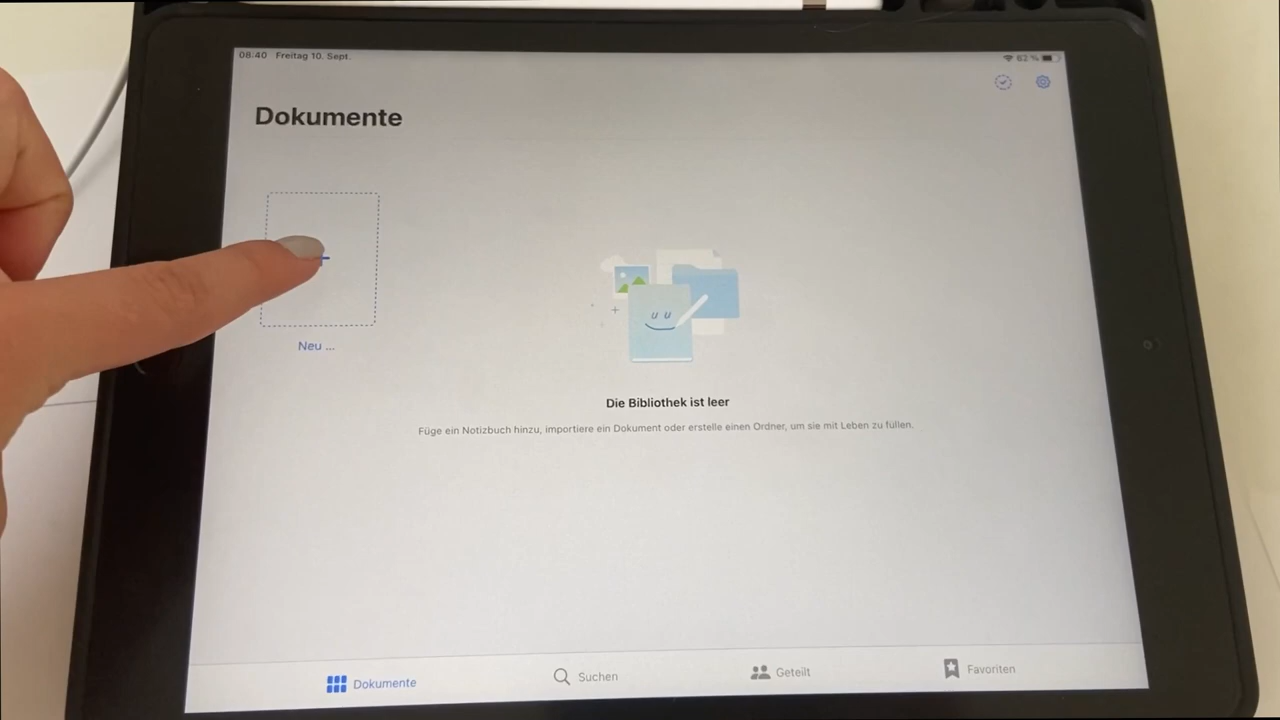 08:40 Freitag 10. Sept.
82 %
Dokumente
Neu ...
Die Bibliothek ist leer
Füge ein Notizbuch hinzu, importiere ein Dokument oder erstelle einen Ordner, um sie mit Leben zu füllen.
Dokumente
Suchen
Geteilt
Favoriten